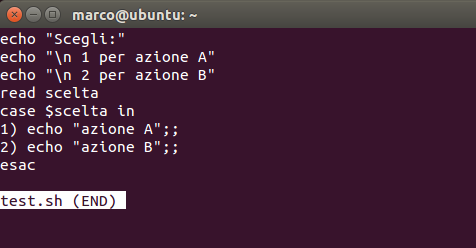 marco@ubuntu: ~
echo "Scegli:"
echo "\n 1 per azione A"
echo "\n 2 per azione B"
read scelta
case $scelta in
1) echo "azione A";;
2) echo "azione B";;
esac
test.sh (END)